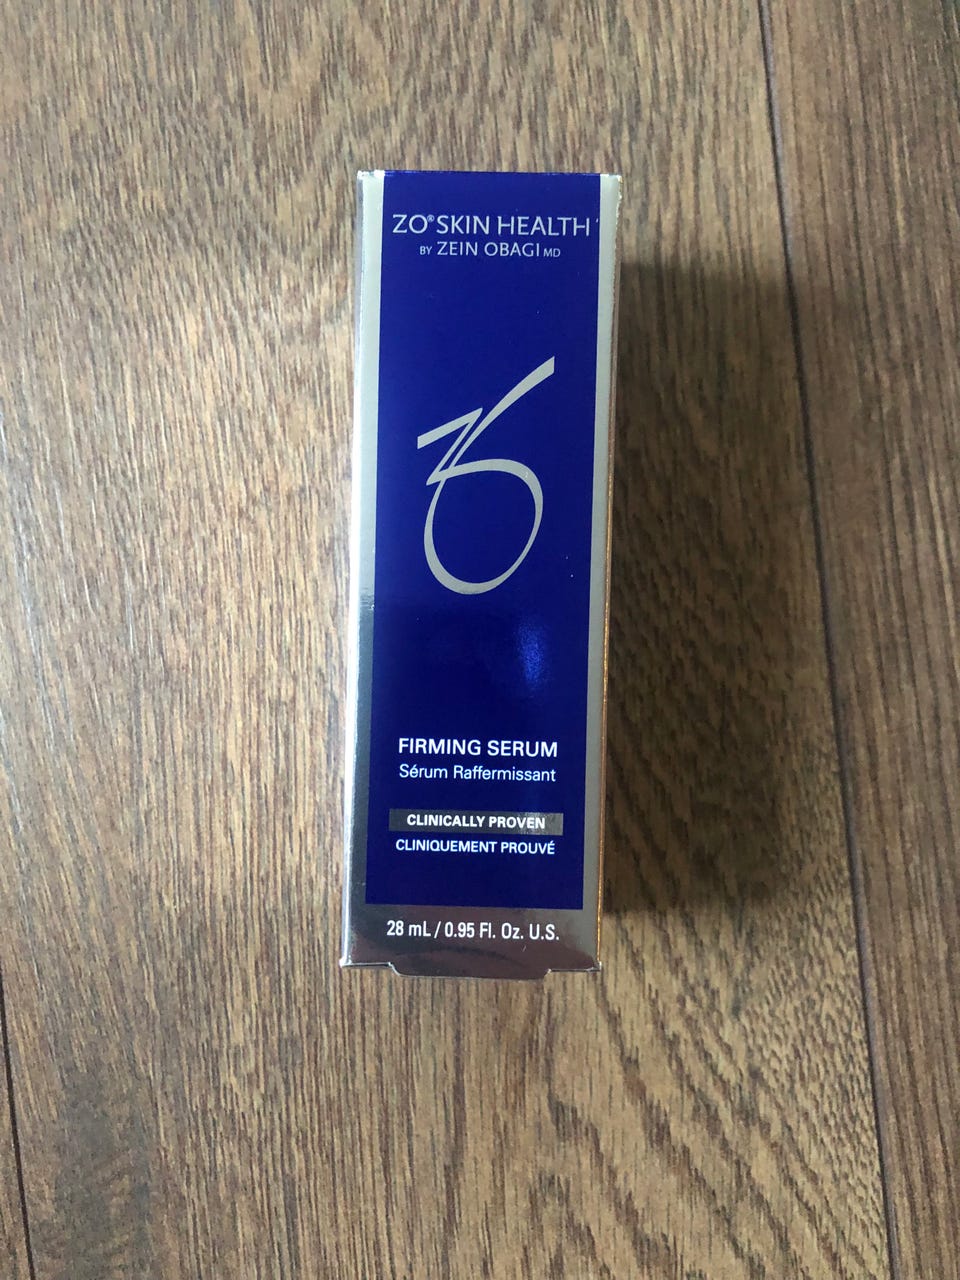 ZO® SKIN HEALTH
BY ZEIN OBAGI MD
FIRMING SERUM
Sérum Raffermissant
CLINICALLY PROVEN
CLINIQUEMENT PROUVÉ
28 mL / 0.95 Fl. Oz. U.S.